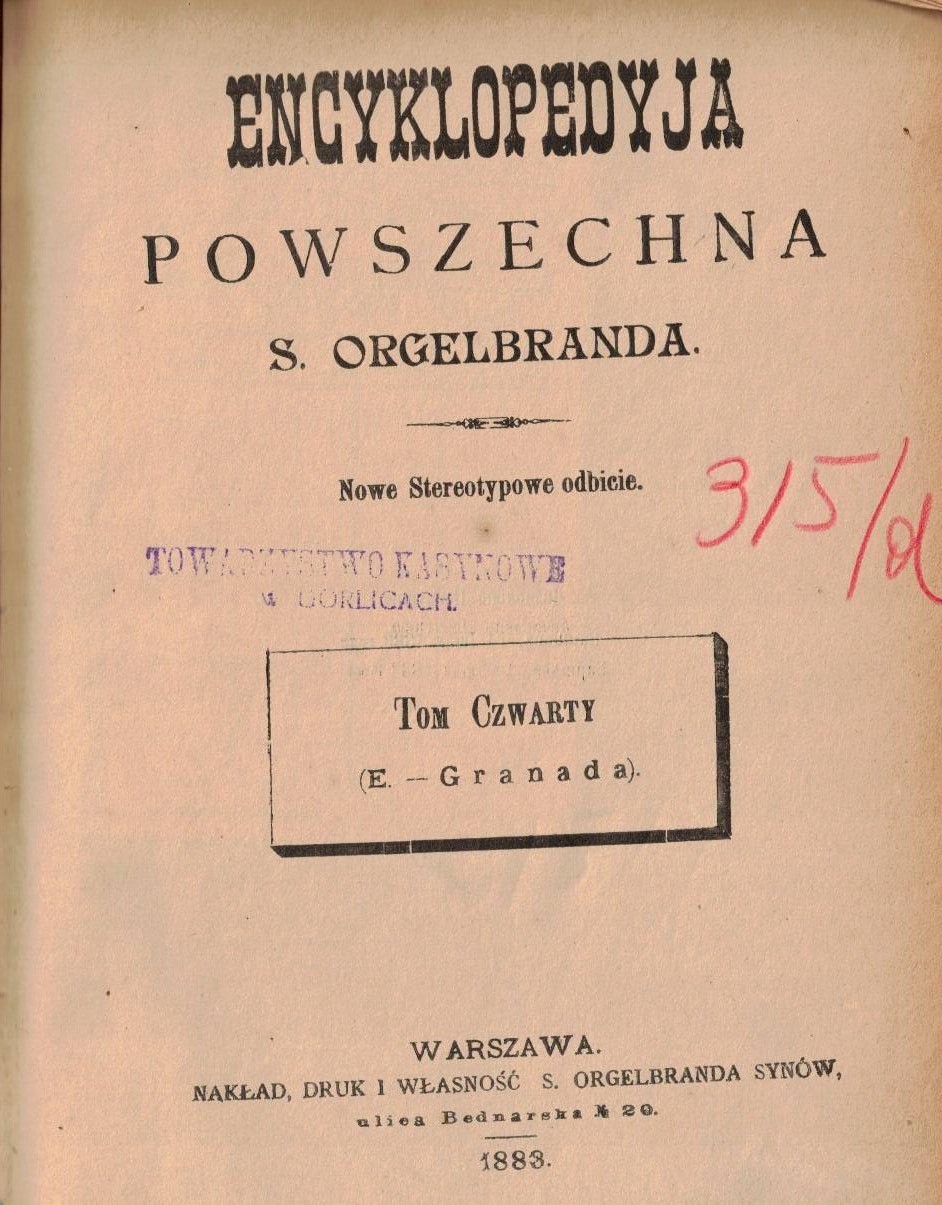 ENCYKLOPEDYJA
POWSZECHNA
S. ORGELBRANDA.
Nowe Stereotypowe odbicie.
315/d
TOWARZYSTWO KASYNOWE
W GORLICACH.
TOM CZWARTY
(E. — Granada).
WARSZAWA.
NAKŁAD, DRUK I WŁASNOŚĆ S. ORGELBRANDA SYNÓW,
ulica Bednarska № 20.
1883.